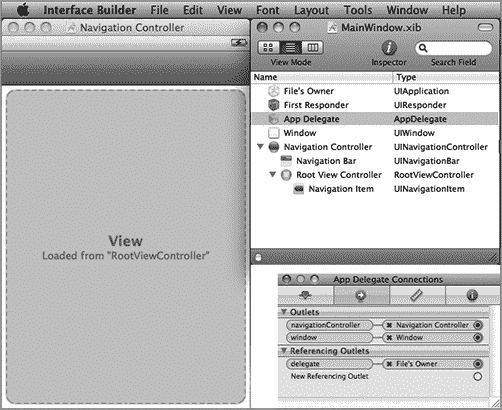 Interface Builder File Edit View Font Layout Tools Window Help
Navigation Controller
View
Loaded from "RootViewController"
MainWindow.xib
View Mode
Inspector
Search Field
Name Type
File's Owner UIApplication
First Responder UIResponder
App Delegate AppDelegate
Window UIWindow
Navigation Controller UINavigationController
Navigation Bar UINavigationBar
Root View Controller RootViewController
Navigation Item UINavigationItem
App Delegate Connections
Outlets
navigationController Navigation Controller
window Window
Referencing Outlets
delegate File's Owner
New Referencing Outlet